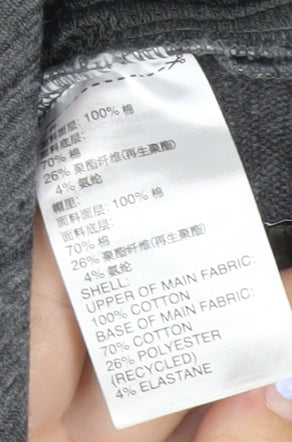 面料面层: 100% 棉
面料底层:
70% 棉
26% 聚酯纤维(再生聚酯)
4% 氨纶
帽里:
面料面层: 100% 棉
面料底层:
70% 棉
26% 聚酯纤维(再生聚酯)
4% 氨纶
SHELL:
UPPER OF MAIN FABRIC:
100% COTTON
BASE OF MAIN FABRIC:
70% COTTON
26% POLYESTER
(RECYCLED)
4% ELASTANE